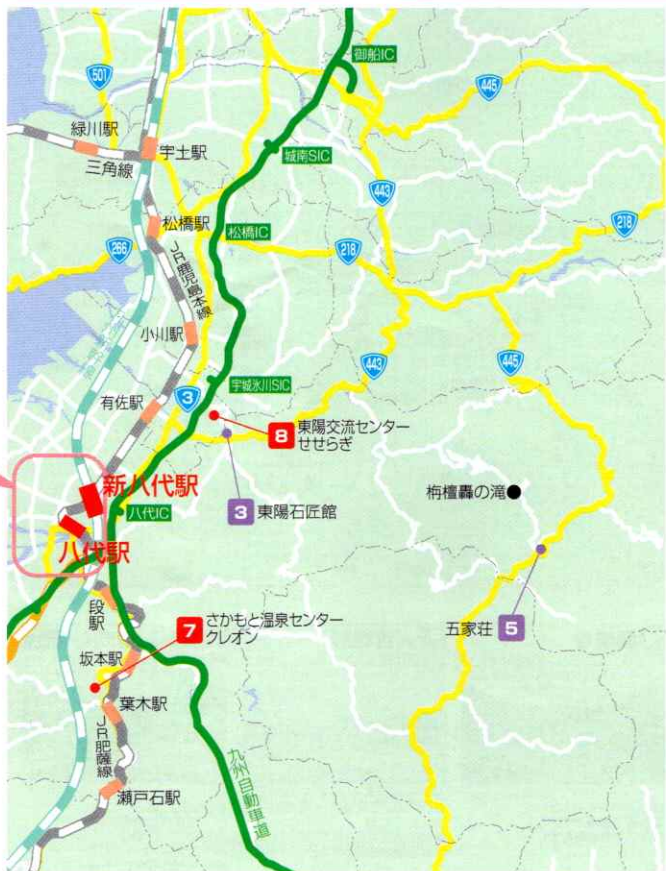 御船IC
501
445
緑川駅
宇土駅
三角線
城南SIC
443
松橋駅
松橋IC
266
218
218
JR鹿児島本線
小川駅
443
445
宇城氷川SIC
3
有佐駅
8
東陽交流センター
せせらぎ
新八代駅
3
東陽石匠館
栴檀轟の滝
八代IC
八代駅
段駅
7
さかもと温泉センター
クレオン
五家荘
5
坂本駅
葉木駅
JR肥薩線
九州自動車道
瀬戸石駅